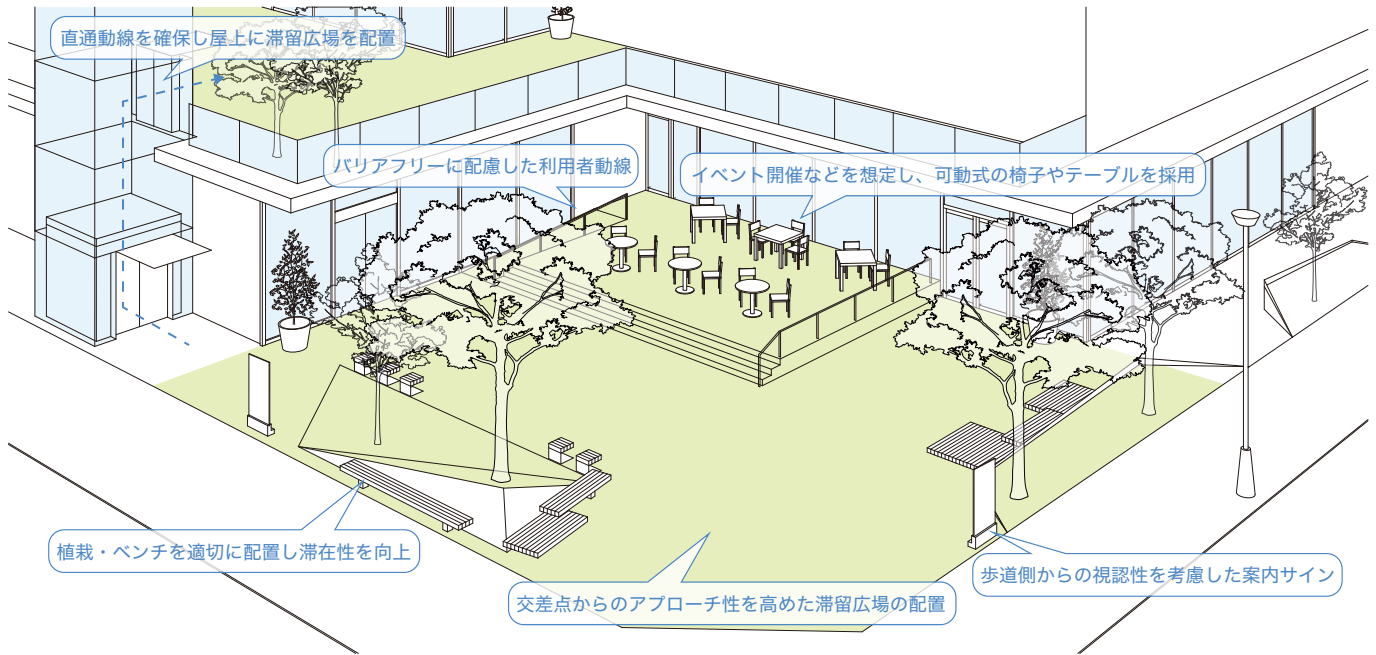 直通動線を確保し屋上に滞留広場を配置
バリアフリーに配慮した利用者動線
イベント開催などを想定し、可動式の椅子やテーブルを採用
植栽・ベンチを適切に配置し滞在性を向上
歩道側からの視認性を考慮した案内サイン
交差点からのアプローチ性を高めた滞留広場の配置